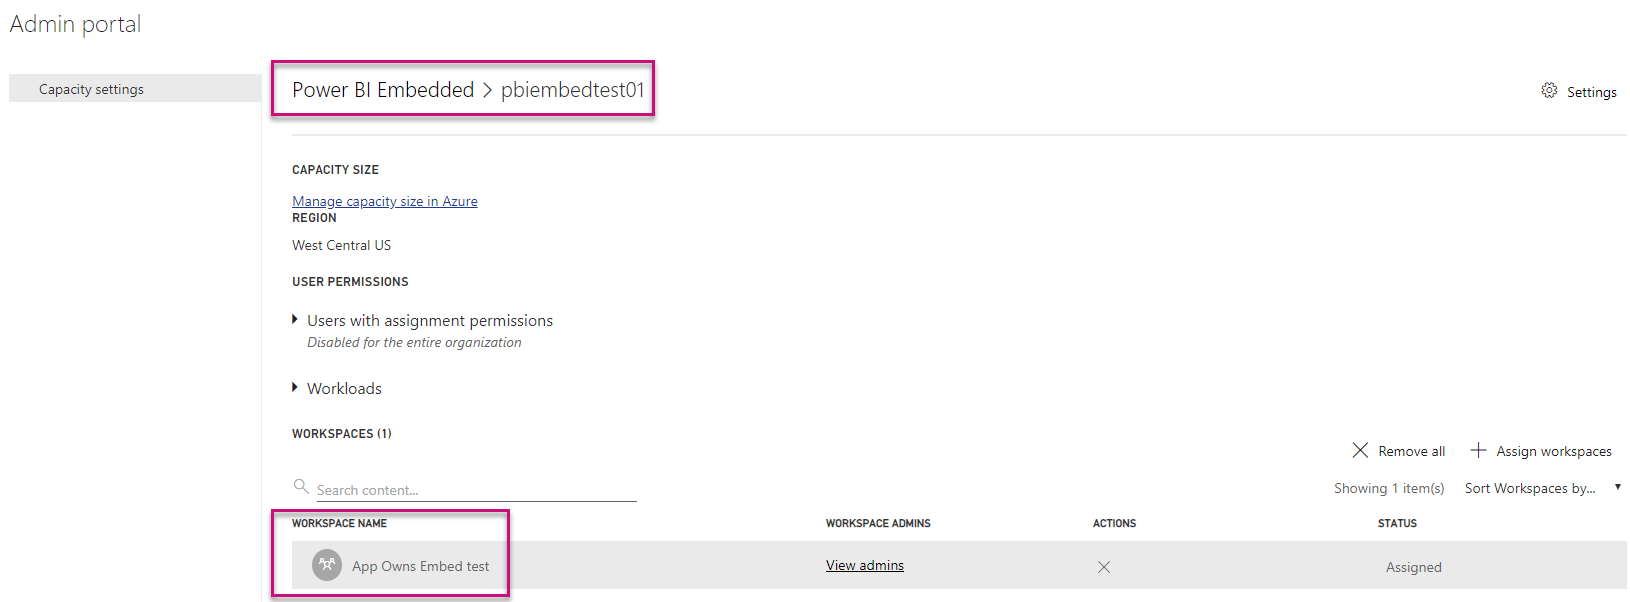 Admin portal
Capacity settings
Power BI Embedded > pbiembedtest01
Settings
CAPACITY SIZE
Manage capacity size in Azure
REGION
West Central US
USER PERMISSIONS
Users with assignment permissions
Disabled for the entire organization
Workloads
WORKSPACES (1)
Remove all
Assign workspaces
Search content...
Showing 1 item(s)
Sort Workspaces by...
WORKSPACE NAME WORKSPACE ADMINS ACTIONS STATUS
App Owns Embed test View admins Assigned